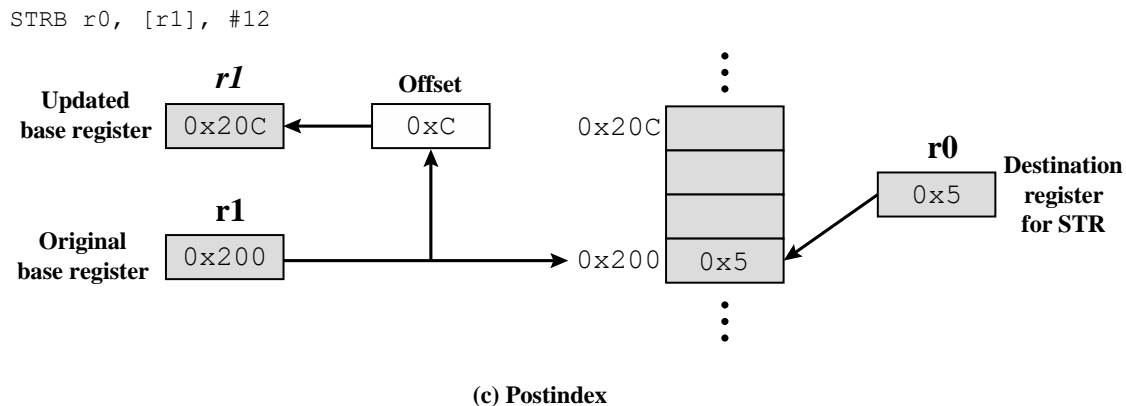 STRB r0, [r1], #12
r1
Offset
Updated
base register
0x20C
0xC
0x20C
r0
Destination
register
for STR
0x5
r1
Original
base register
0x200
0x200
0x5
(c) Postindex